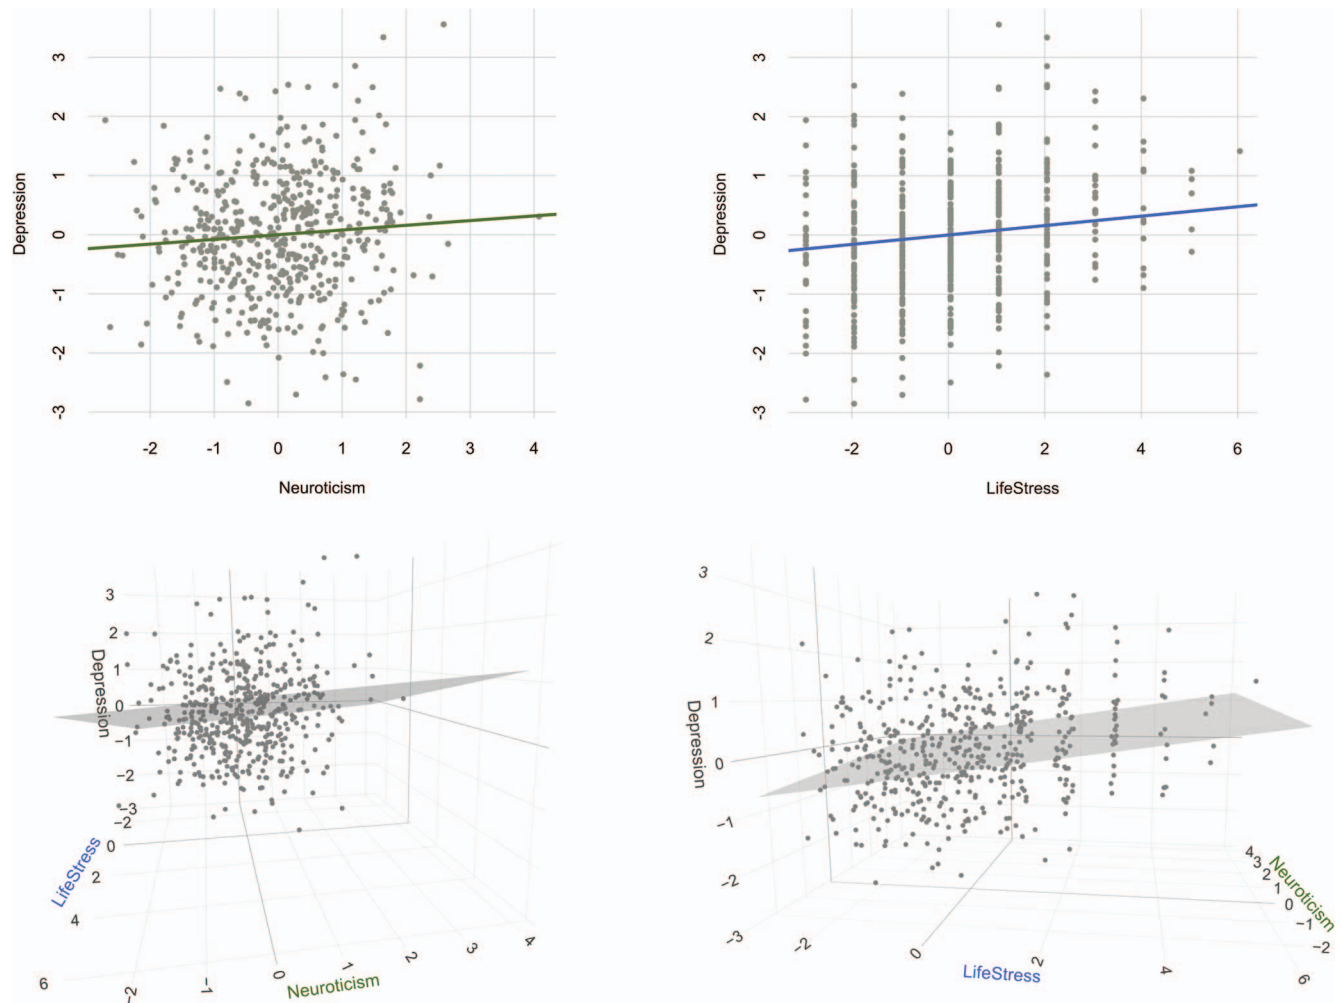 3
2
1
0
-1
-2
-3
Depression
-2 -1 0 1 2 3 4
Neuroticism
3
2
1
0
-1
-2
-3
Depression
-2 0 2 4 6
LifeStress
3
2
1
0
−1
−2
−3
Depression
−2
0
2
4
6
LifeStress
−2 −1 0 1 2 3 4
Neuroticism
3
2
1
0
−1
−2
−3
Depression
−2 0 2 4 6
LifeStress
4
3
2
1
0
−1
−2
Neuroticism